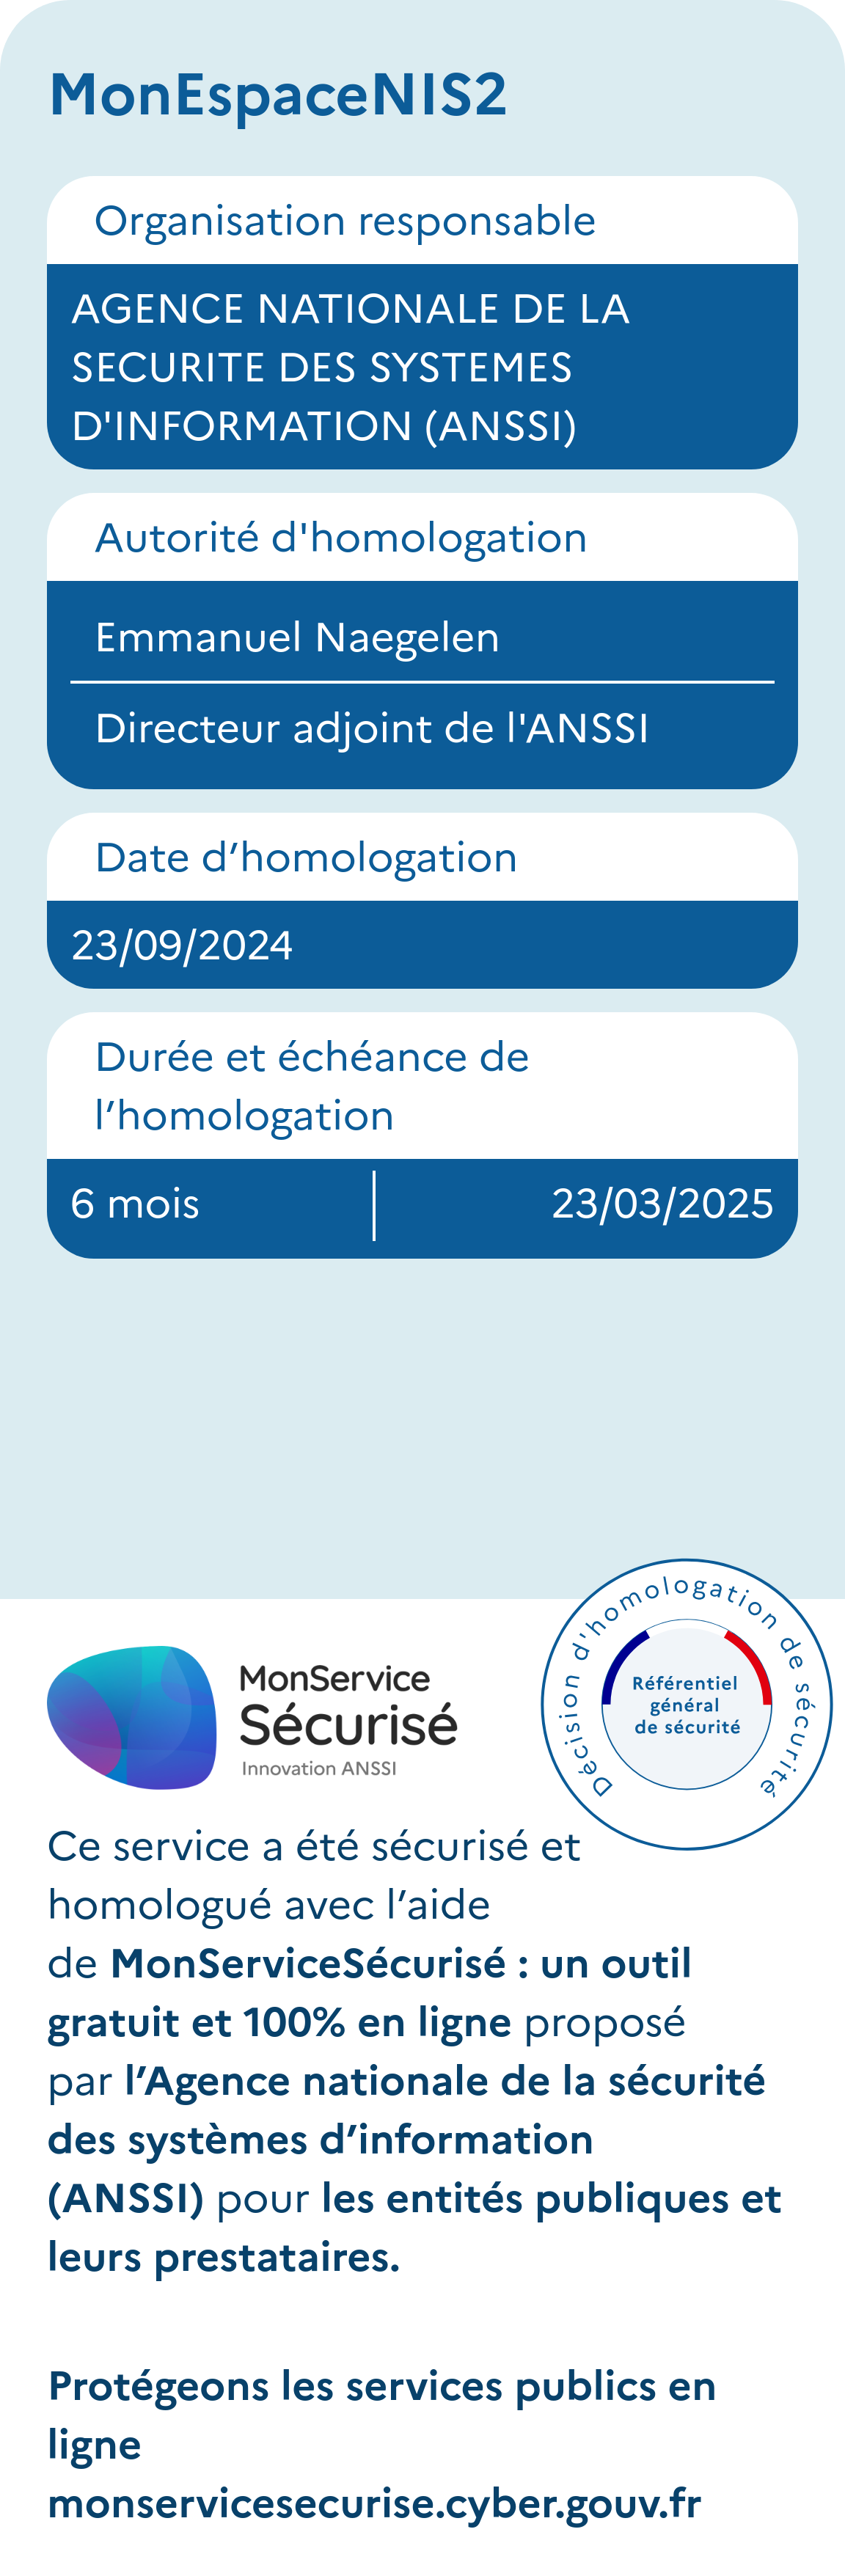 MonEspaceNIS2
Organisation responsable
AGENCE NATIONALE DE LA
SECURITE DES SYSTEMES
D'INFORMATION (ANSSI)
Autorité d'homologation
Emmanuel Naegelen
Directeur adjoint de l'ANSSI
Date d’homologation
23/09/2024
Durée et échéance de
l’homologation
6 mois
23/03/2025
MonService
Sécurisé
Innovation ANSSI
Décision d'homologation de sécurité
Référentiel
général
de sécurité
Ce service a été sécurisé et
homologué avec l’aide
de MonServiceSécurisé : un outil
gratuit et 100% en ligne proposé
par l’Agence nationale de la sécurité
des systèmes d’information
(ANSSI) pour les entités publiques et
leurs prestataires.
Protégeons les services publics en
ligne
monservicesecurise.cyber.gouv.fr